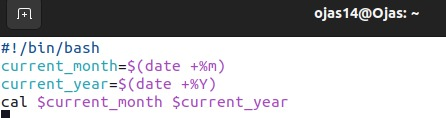 ojas14@Ojas: ~
#!/bin/bash
current_month=$(date +%m)
current_year=$(date +%Y)
cal $current_month $current_year